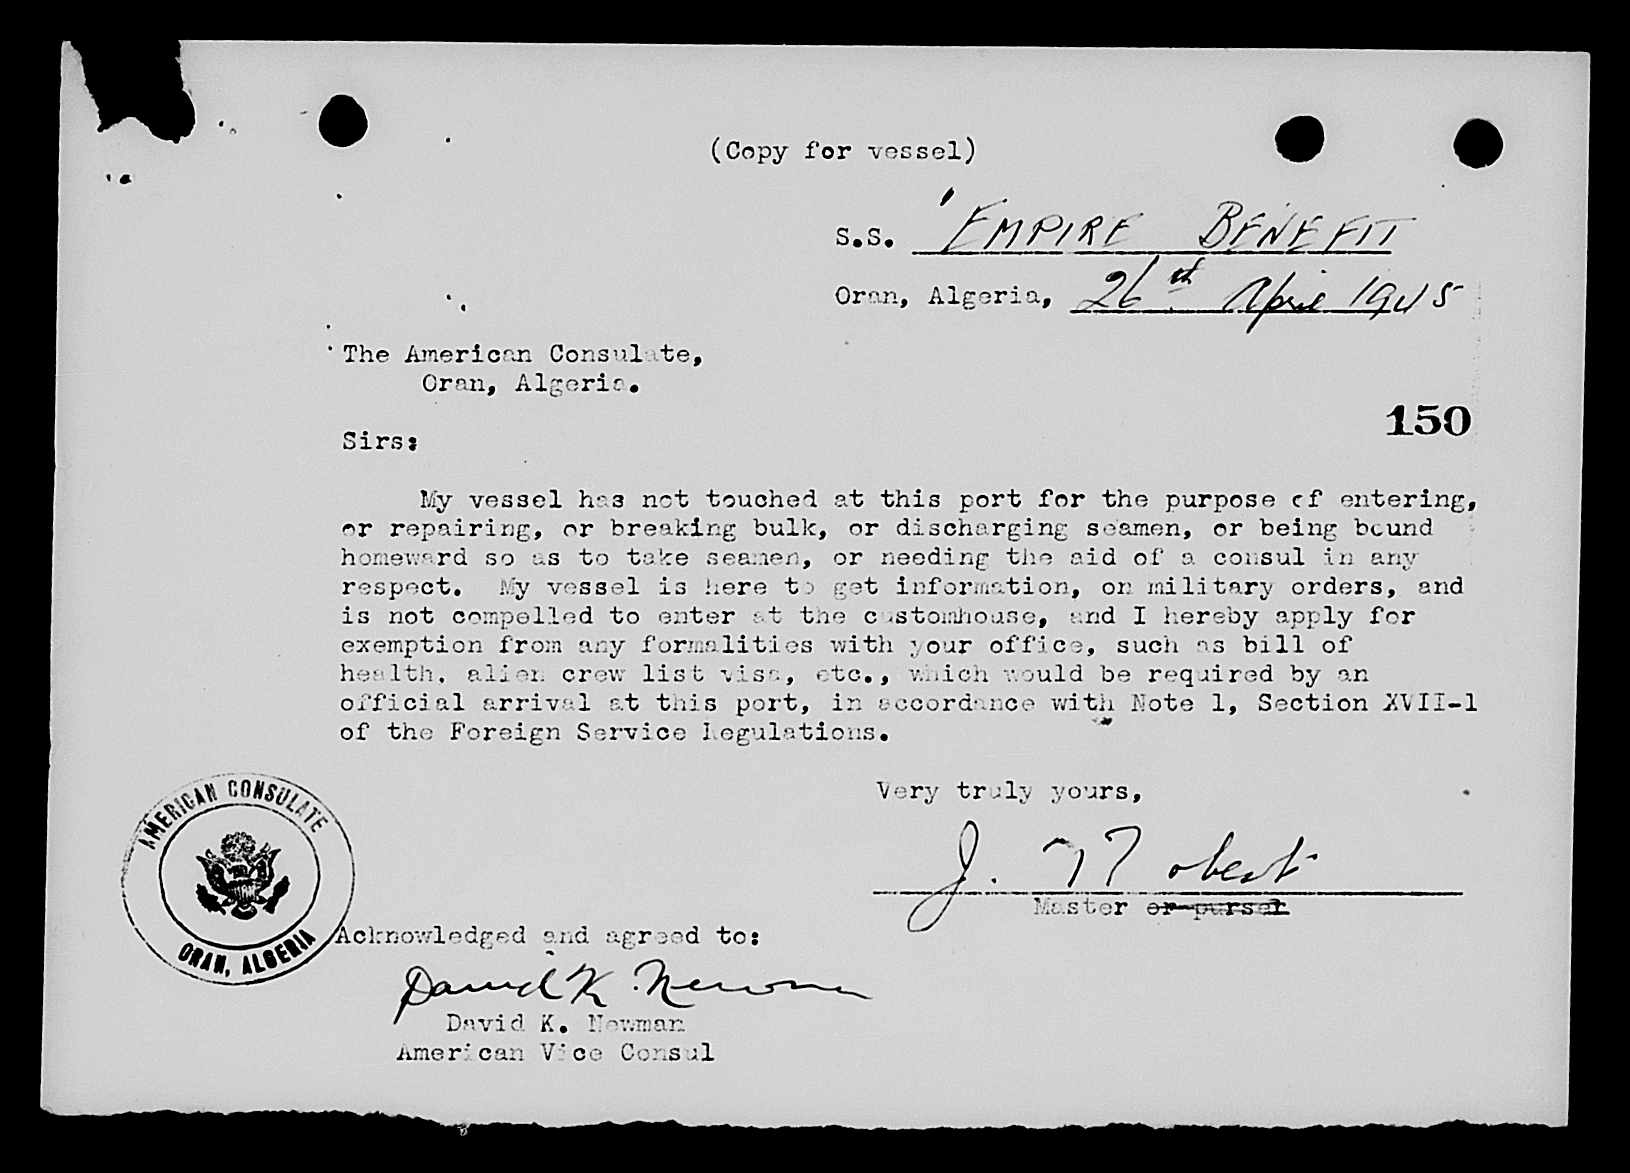 (Copy for vessel)
S.S. "EMPIRE BENEFIT
Oran, Algeria, 26st April 1945
The American Consulate,
Oran, Algeria.
150
Sirs:
My vessel has not touched at this port for the purpose of entering,
or repairing, or breaking bulk, or discharging seamen, or being bound
homeward so as to take seamen, or needing the aid of a consul in any
respect. My vessel is here to get information, on military orders, and
is not compelled to enter at the customhouse, and I hereby apply for
exemption from any formalities with your office, such as bill of
health, alien crew list visa, etc., which would be required by an
official arrival at this port, in accordance with Note 1, Section XVII-1
of the Foreign Service Regulations.
Very truly yours,
J.
Master or purser
AMERICAN CONSULATE
ORAN, ALGERIA
Acknowledged and agreed to:
David K. Newman
David K. Newman
American Vice Consul